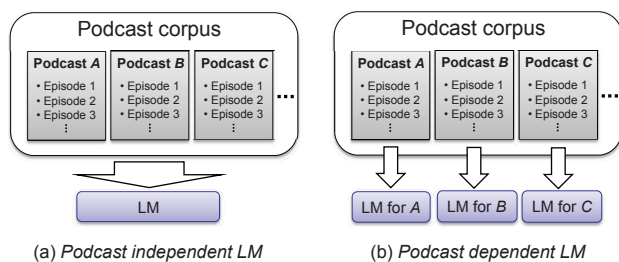 Podcast corpus
Podcast A
• Episode 1
• Episode 2
• Episode 3
⋮
Podcast B
• Episode 1
• Episode 2
• Episode 3
⋮
Podcast C
• Episode 1
• Episode 2
• Episode 3
⋮
...
LM
(a) Podcast independent LM
Podcast corpus
Podcast A
• Episode 1
• Episode 2
• Episode 3
⋮
Podcast B
• Episode 1
• Episode 2
• Episode 3
⋮
Podcast C
• Episode 1
• Episode 2
• Episode 3
⋮
...
LM for A
LM for B
LM for C
(b) Podcast dependent LM